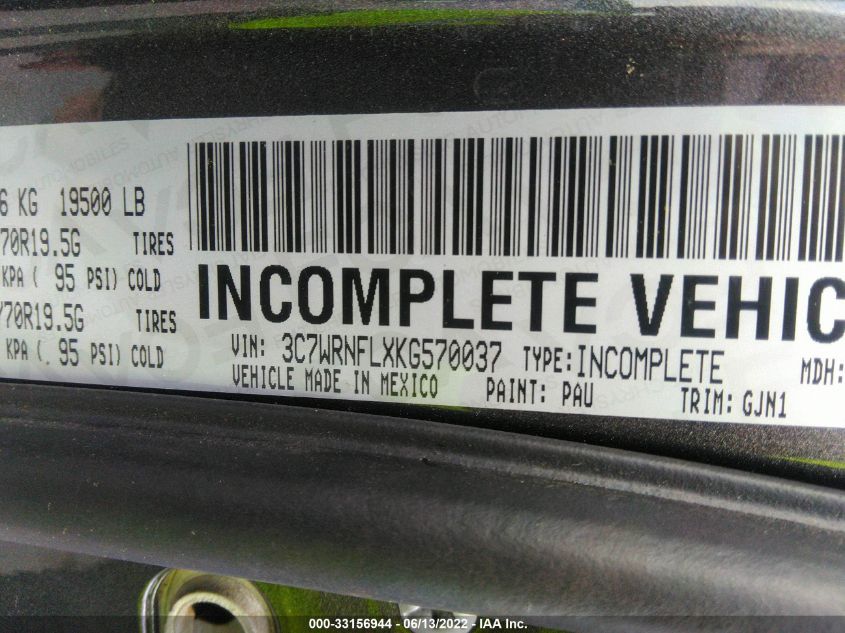 6 KG 19500 LB
70R19.5G TIRES
KPA ( 95 PSI) COLD
/70R19.5G TIRES
KPA (. 95 PSI) COLD
INCOMPLETE VEHIC
VIN: 3C7WRNFLXKG570037 TYPE:INCOMPLETE MDH:
VEHICLE MADE IN MEXICO PAINT: PAU TRIM: GJN1
000-33156944 - 06/13/2022 - IAA Inc.